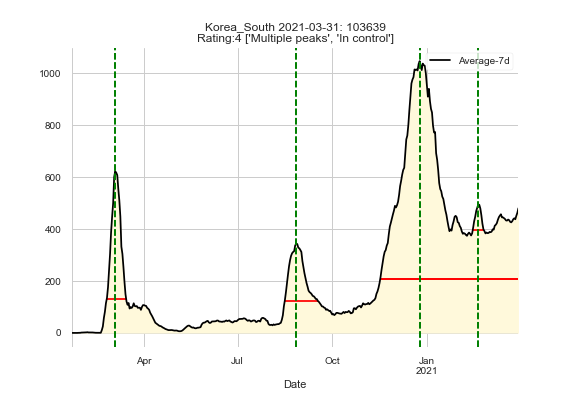 Korea_South 2021-03-31: 103639
Rating:4 ['Multiple peaks', 'In control']
Average-7d
1000
800
600
400
200
0
Apr
Jul
Oct
Jan
2021
Date